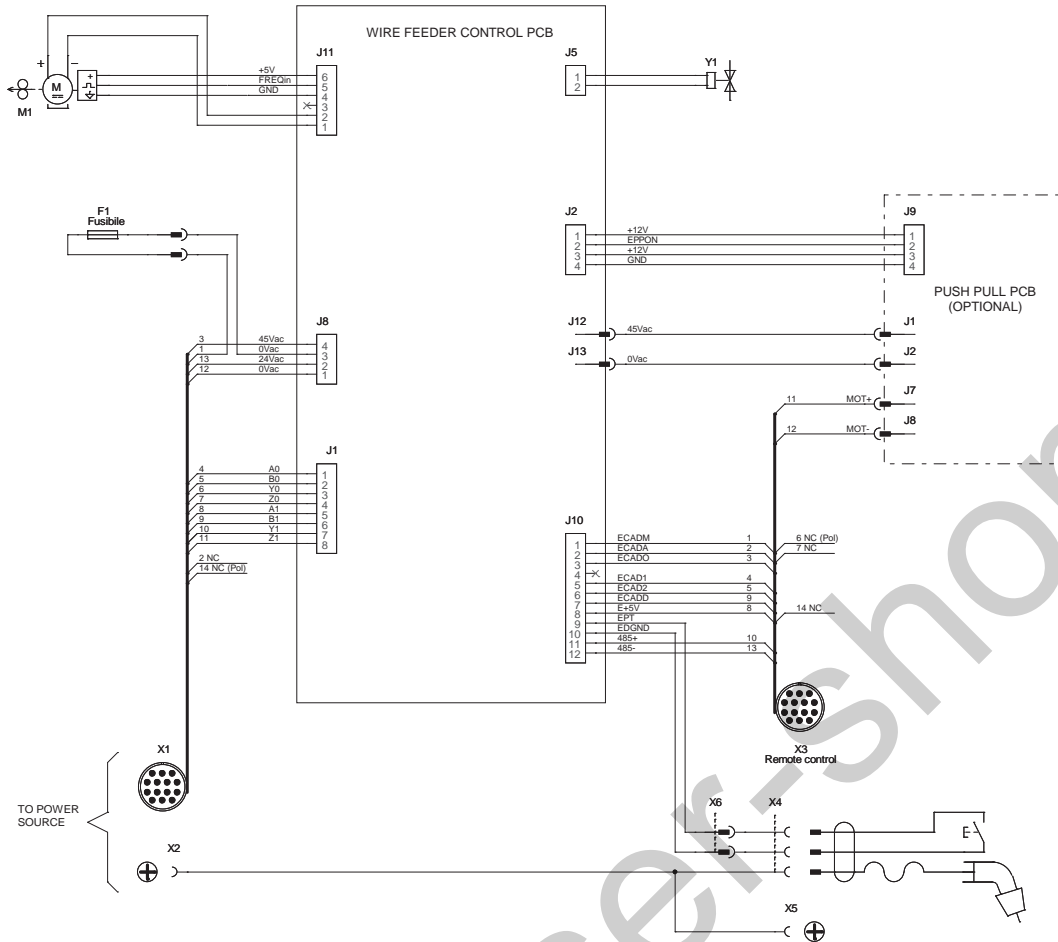 WIRE FEEDER CONTROL PCB
J11
+5V
FREQin
GND
6
5
4
3
2
1
+
−
M
+
M1
J5
1
2
Y1
F1
Fusibile
J2
1
2
3
4
+12V
EPPON
+12V
GND
J9
1
2
3
4
PUSH PULL PCB
(OPTIONAL)
J12
45Vac
J1
J13
0Vac
J2
J8
3
45Vac
4
1
0Vac
3
13
24Vac
2
12
0Vac
1
11
MOT+
J7
12
MOT-
J8
J1
4
A0
1
5
B0
2
6
Y0
3
7
Z0
4
8
A1
5
9
B1
6
10
Y1
7
11
Z1
8
2 NC
14 NC (Pol)
J10
1
ECADM
1
2
ECADA
2
3
ECADO
3
4
5
ECAD1
4
6
ECAD2
5
7
ECADD
9
8
E+5V
8
9
EPT
10
EDGND
11
485+
10
12
485-
13
6 NC (Pol)
7 NC
14 NC
X3
Remote control
X1
TO POWER
SOURCE
X2
X6
X4
X5
ser-shop